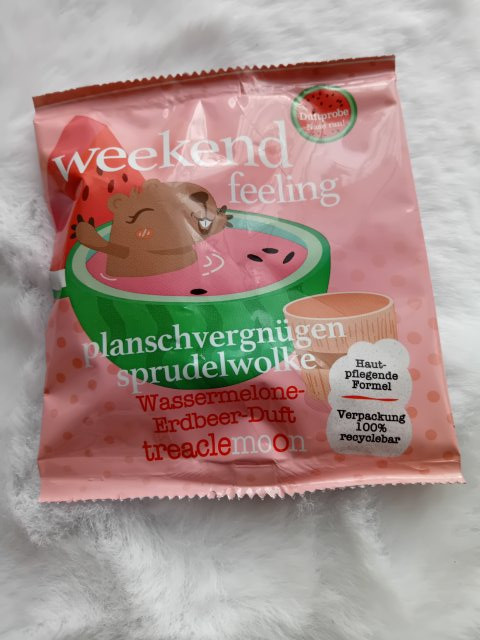 Duftprobe
Nase ran!
weekend
feeling
planschvergnügen
sprudelwolke
Wassermelone-
Erdbeer-Duft
treaclemoon
Haut-
pflegende
Formel
Verpackung
100%
recyclebar